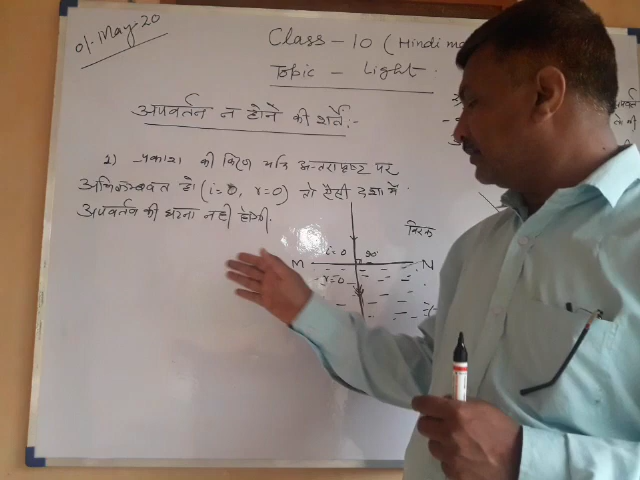 01. May-20
Class - 10 (Hindi me
Topic - Light.
अपवर्तन न होने की शर्तें:-
1) प्रकाश की किरण यदि अन्तरापृष्ठ पर
अभिलम्बवत हो (i=0, r=0) तो ऐसी दशा में
अपवर्तन की घटना नही होगी.
विरल
i=0 90°
M N
r=0